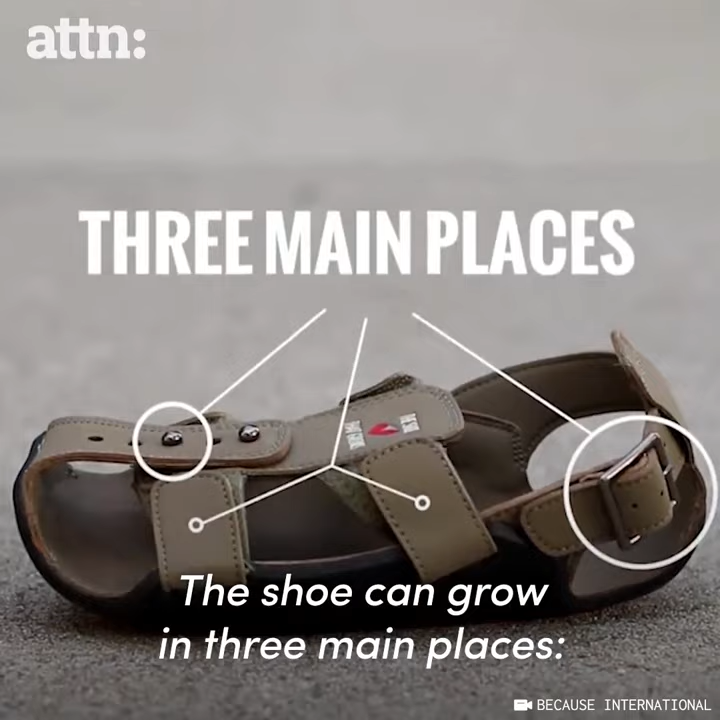 attn:
THREE MAIN PLACES
The shoe can grow
in three main places:
BECAUSE INTERNATIONAL